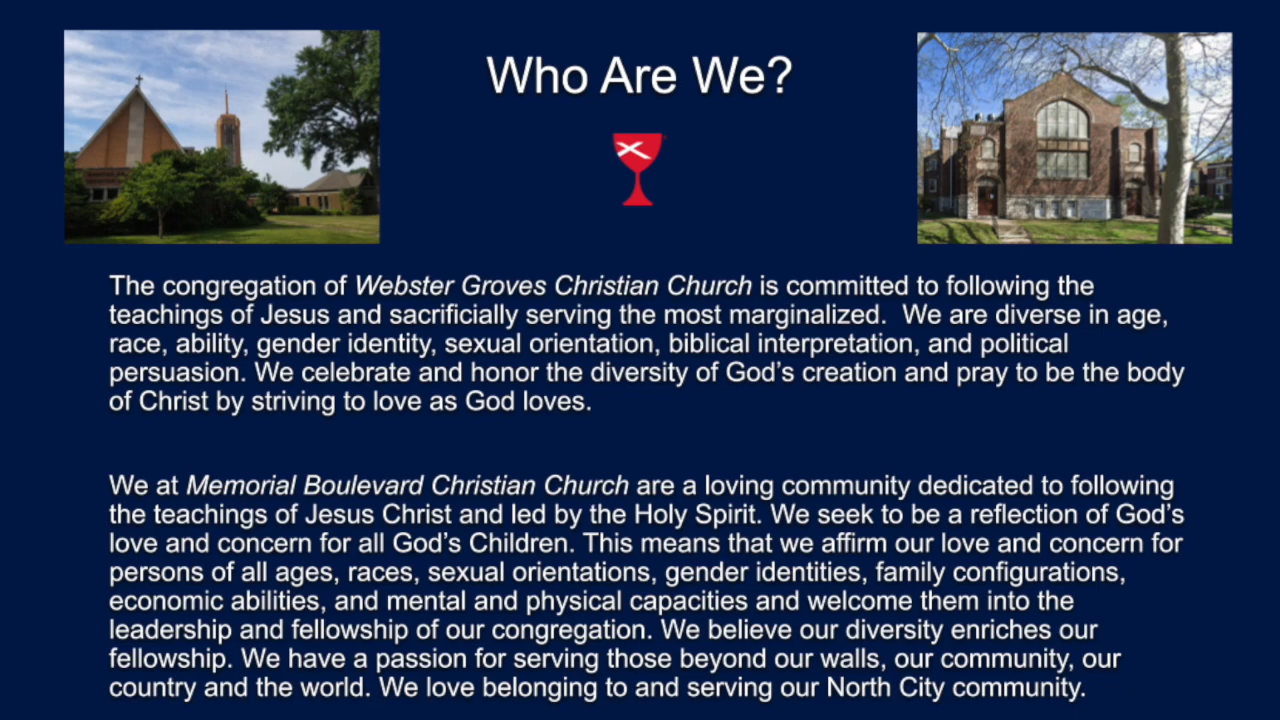 Who Are We?
The congregation of Webster Groves Christian Church is committed to following the
teachings of Jesus and sacrificially serving the most marginalized.  We are diverse in age,
race, ability, gender identity, sexual orientation, biblical interpretation, and political
persuasion. We celebrate and honor the diversity of God's creation and pray to be the body
of Christ by striving to love as God loves.
We at Memorial Boulevard Christian Church are a loving community dedicated to following
the teachings of Jesus Christ and led by the Holy Spirit. We seek to be a reflection of God's
love and concern for all God's Children. This means that we affirm our love and concern for
persons of all ages, races, sexual orientations, gender identities, family configurations,
economic abilities, and mental and physical capacities and welcome them into the
leadership and fellowship of our congregation. We believe our diversity enriches our
fellowship. We have a passion for serving those beyond our walls, our community, our
country and the world. We love belonging to and serving our North City community.